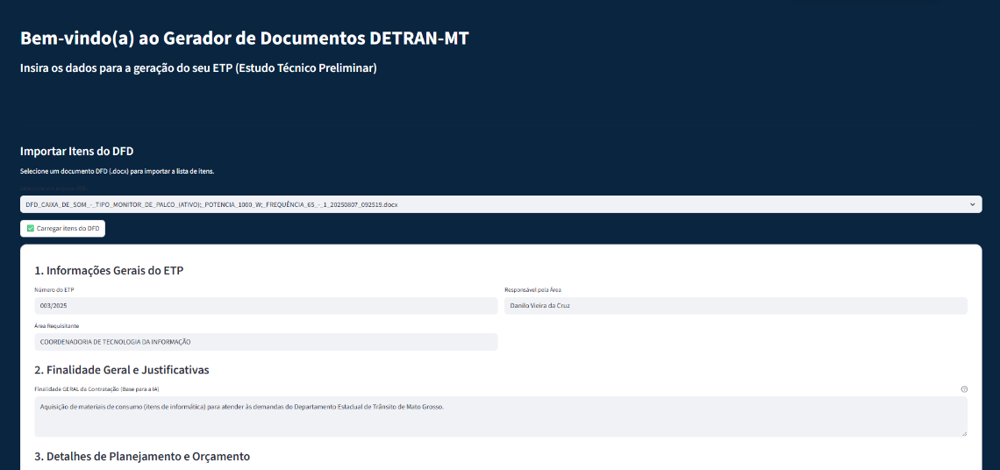 Bem-vindo(a) ao Gerador de Documentos DETRAN-MT
Insira os dados para a geração do seu ETP (Estudo Técnico Preliminar)
Importar Itens do DFD
Selecione um documento DFD (.docx) para importar a lista de itens.
DFD_CAIXA_DE_SOM_-_TIPO_MONITOR_DE_PALCO_(ATIVO);_POTENCIA_1000_W;_FREQUÊNCIA_65_-_1_20250807_092519.docx
✅ Carregar itens do DFD
1. Informações Gerais do ETP
Número do ETP
Responsável pela Área
003/2025
Danilo Vieira da Cruz
Área Requisitante
COORDENADORIA DE TECNOLOGIA DA INFORMAÇÃO
2. Finalidade Geral e Justificativas
Finalidade GERAL da Contratação (Base para a IA)
Aquisição de materiais de consumo (itens de informática) para atender às demandas do Departamento Estadual de Trânsito de Mato Grosso.
3. Detalhes de Planejamento e Orçamento